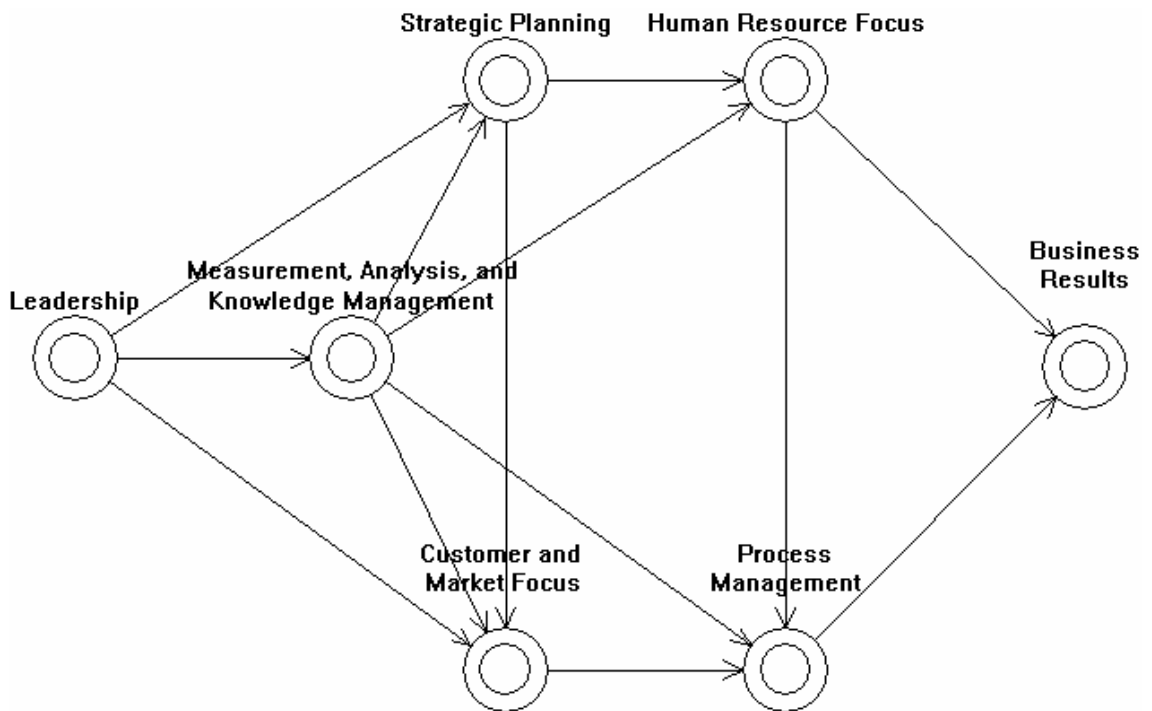 Strategic Planning
Human Resource Focus
Business
Results
Measurement, Analysis, and
Knowledge Management
Leadership
Customer and
Market Focus
Process
Management